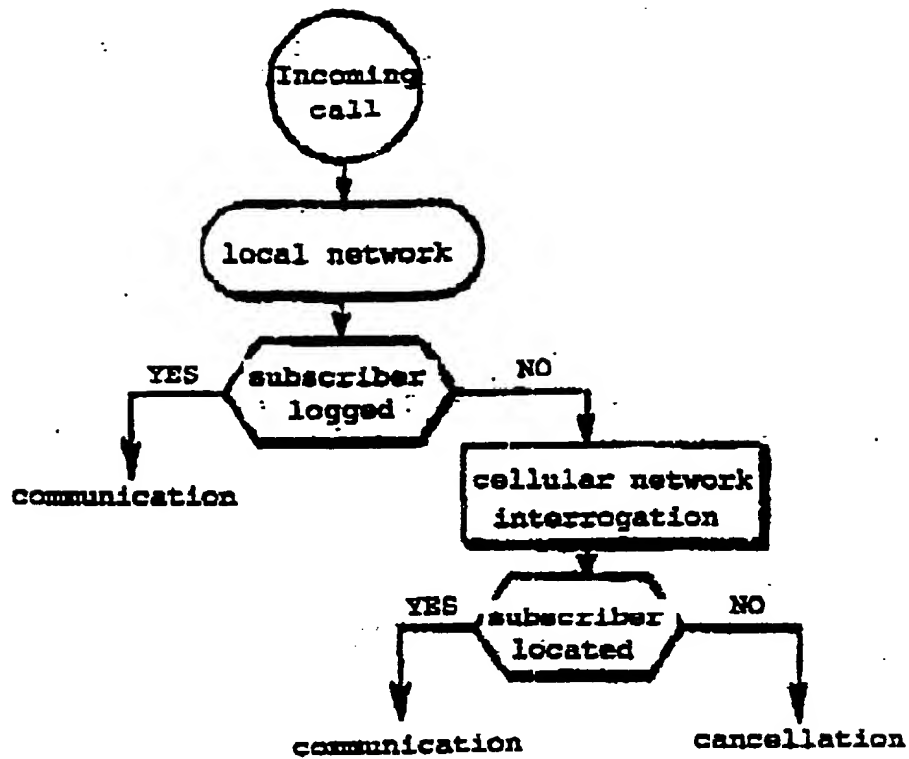 Incoming
call
local network
YES
subscriber
logged
NO
communication
cellular network
interrogation
YES
subscriber
located
NO
communication
cancellation